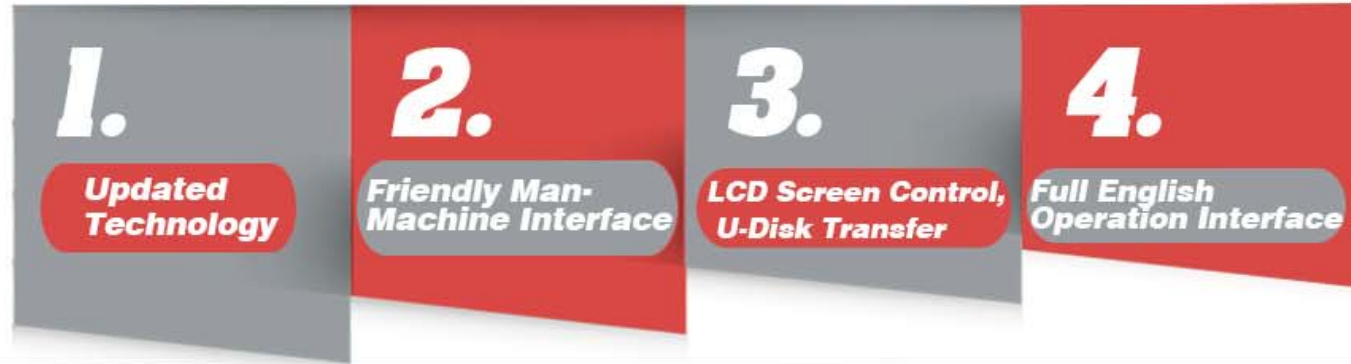 1.
Updated
Technology
2.
Friendly Man-
Machine Interface
3.
LCD Screen Control,
U-Disk Transfer
4.
Full English
Operation Interface